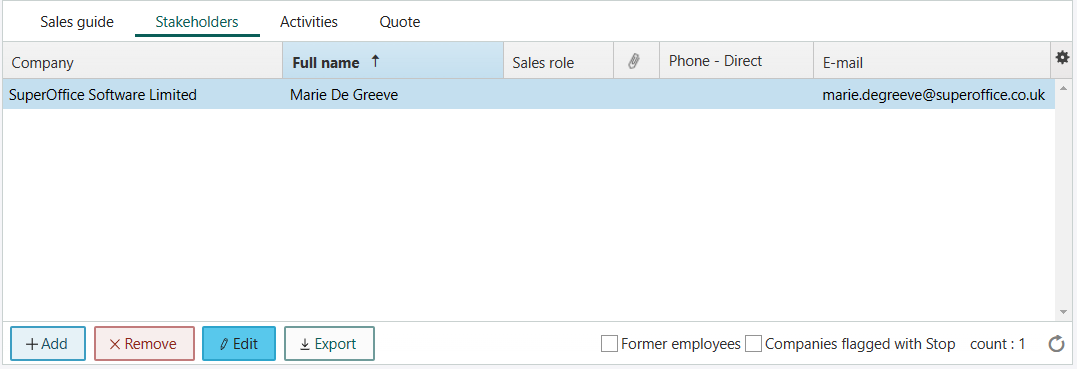 Sales guide Stakeholders Activities Quote
Company Full name ↑ Sales role Phone - Direct E-mail
SuperOffice Software Limited Marie De Greeve marie.degreeve@superoffice.co.uk
+ Add × Remove Edit Export Former employees Companies flagged with Stop count : 1